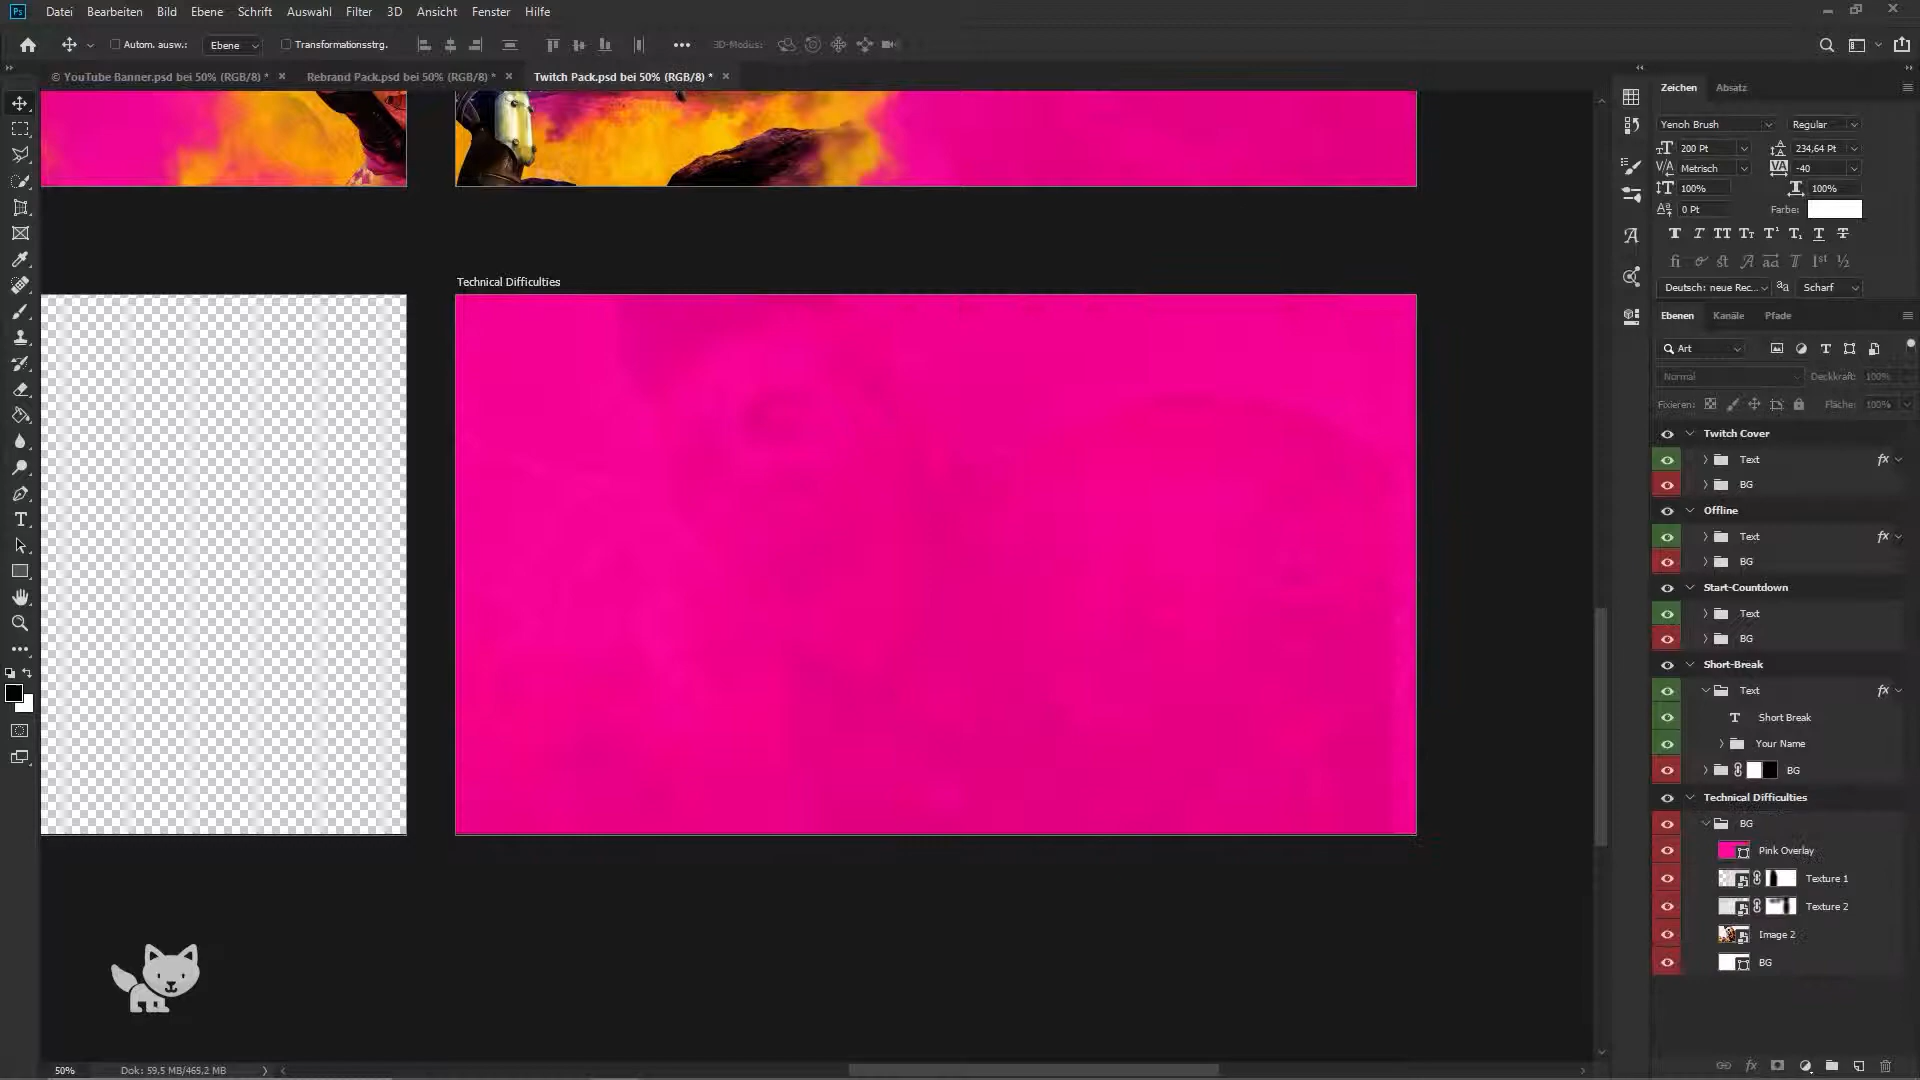 Ps Datei Bearbeiten Bild Ebene Schrift Auswahl Filter 3D Ansicht Fenster Hilfe
Autom. ausw.: Ebene Transformationsstrg. 3D-Modus:
© YouTube Banner.psd bei 50% (RGB/8) * Rebrand Pack.psd bei 50% (RGB/8) * Twitch Pack.psd bei 50% (RGB/8) *
Technical Difficulties
Zeichen Absatz
Yenoh Brush Regular
200 Pt 234,64 Pt
Metrisch -40
100% 100%
0 Pt Farbe:
Deutsch: neue Rec... aa Scharf
Ebenen Kanäle Pfade
Art
Normal Deckkraft: 100%
Fixieren: Fläche: 100%
Twitch Cover
Text fx
BG
Offline
Text fx
BG
Start-Countdown
Text
BG
Short-Break
Text fx
Short Break
Your Name
BG
Technical Difficulties
BG
Pink Overlay
Texture 1
Texture 2
Image 2
BG
50% Dok: 59,5 MB/465,2 MB